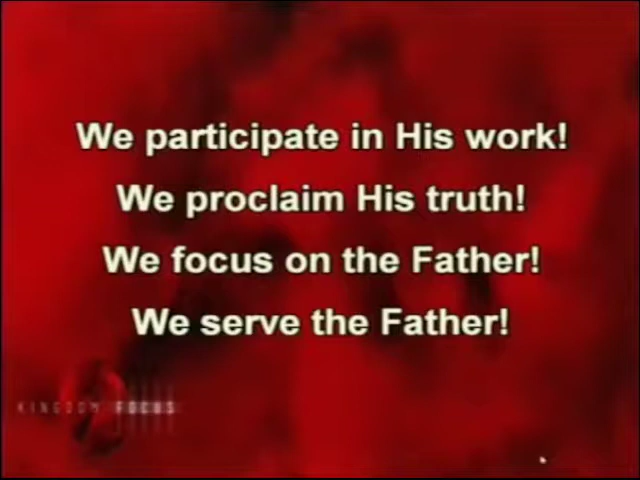 We participate in His work!
We proclaim His truth!
We focus on the Father!
We serve the Father!
KINGDOM FOCUS